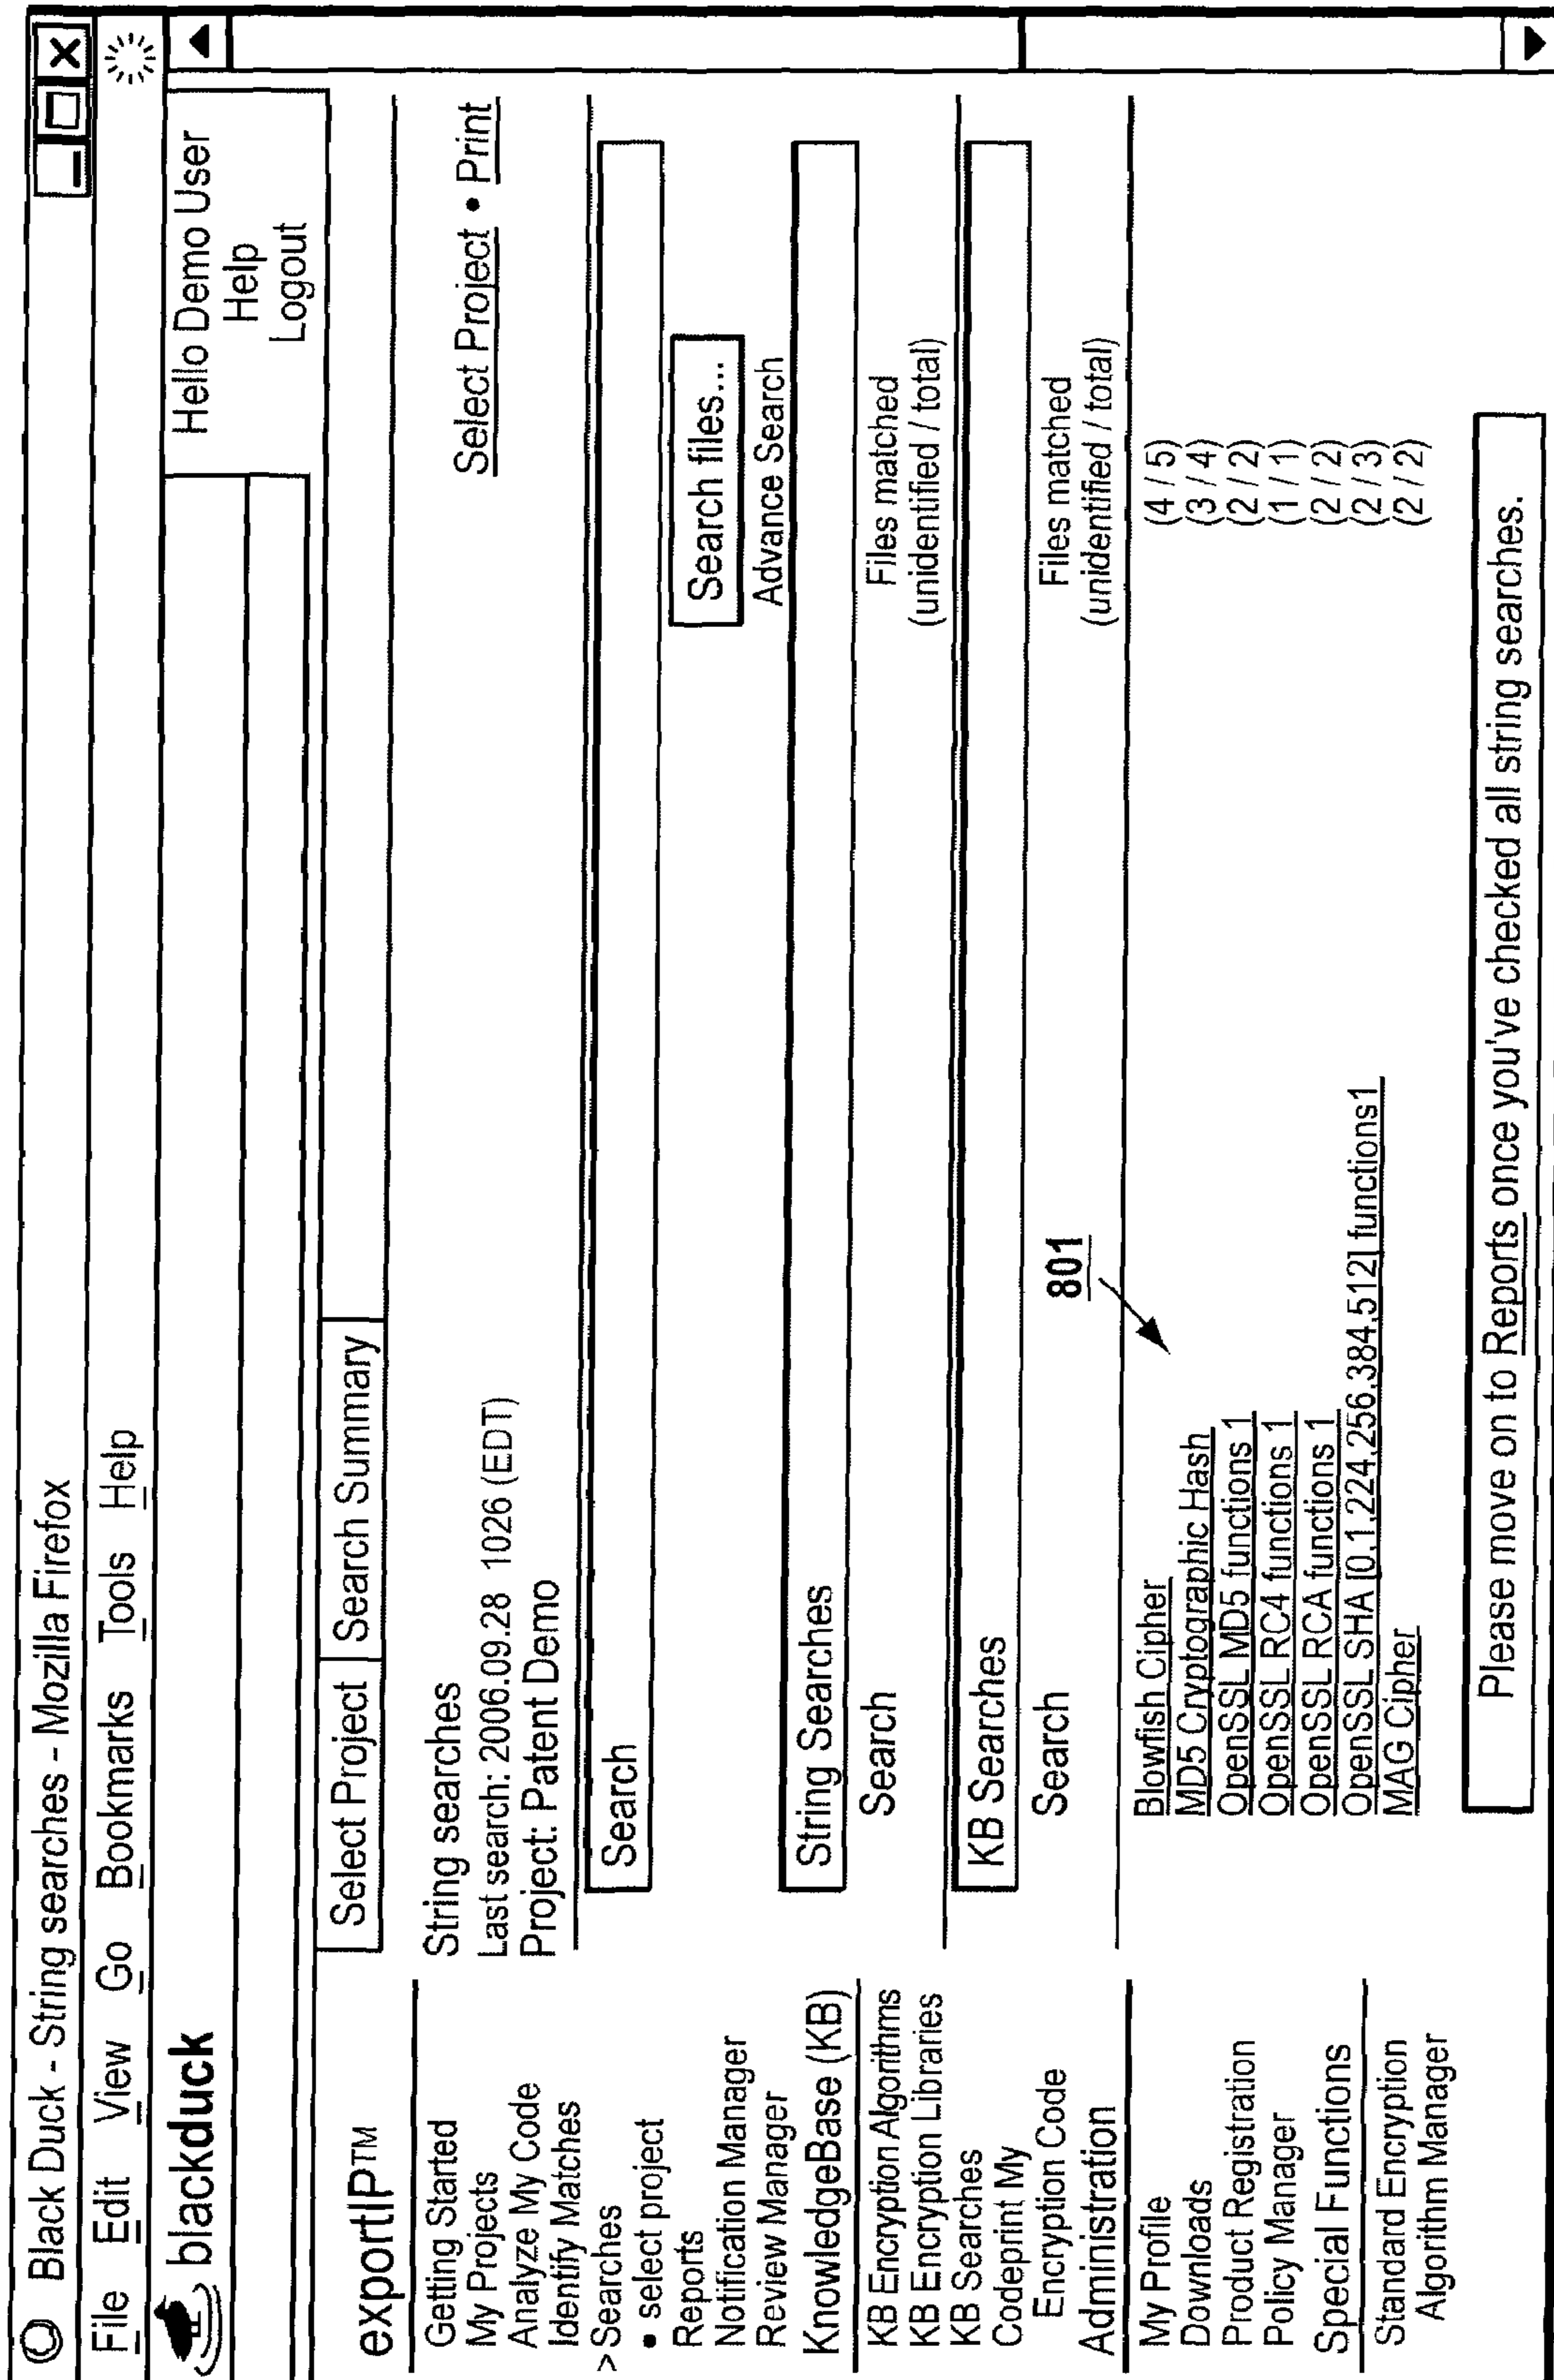 Black Duck - String searches - Mozilla Firefox
File Edit View Go Bookmarks Tools Help
blackduck
Hello Demo User
Help
Logout
Select Project Search Summary
exportIP™
Getting Started
My Projects
Analyze My Code
Identify Matches
> Searches
• select project
Reports
Notification Manager
Review Manager
KnowledgeBase (KB)
KB Encryption Algorithms
KB Encryption Libraries
KB Searches
Codeprint My
Encryption Code
Administration
My Profile
Downloads
Product Registration
Policy Manager
Special Functions
Standard Encryption
Algorithm Manager
String searches
Select Project • Print
Last search: 2006.09.28 1026 (EDT)
Project: Patent Demo
Search
Search files...
Advance Search
String Searches
Search
Files matched
(unidentified / total)
KB Searches
Search
Files matched
(unidentified / total)
801
Blowfish Cipher (4 / 5)
MD5 Cryptographic Hash (3 / 4)
OpenSSL MD5 functions 1 (2 / 2)
OpenSSL RC4 functions 1 (1 / 1)
OpenSSL RCA functions 1 (2 / 2)
OpenSSL SHA [0,1,224,256,384,512] functions1 (2 / 3)
MAG Cipher (2 / 2)
Please move on to Reports once you've checked all string searches.